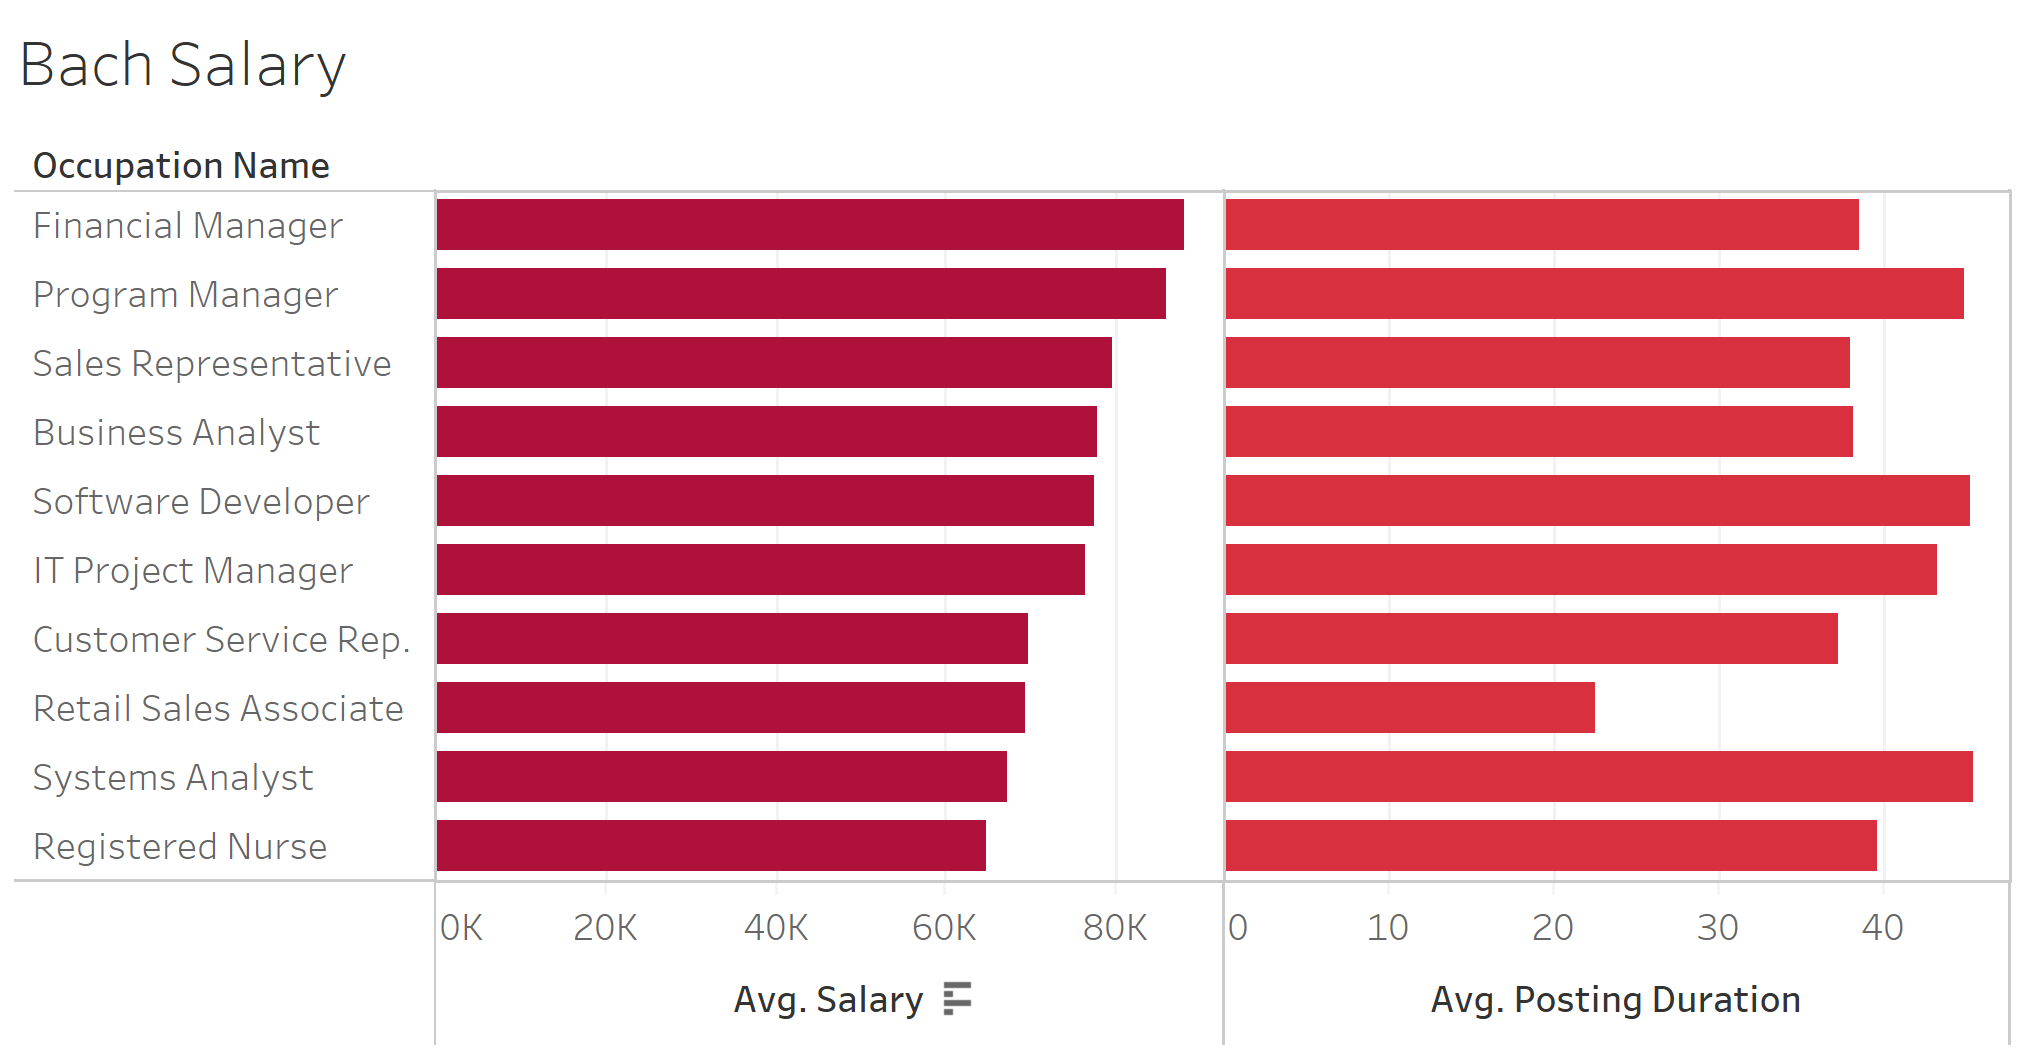 Bach Salary
Occupation Name
Financial Manager
Program Manager
Sales Representative
Business Analyst
Software Developer
IT Project Manager
Customer Service Rep.
Retail Sales Associate
Systems Analyst
Registered Nurse
0K 20K 40K 60K 80K 0 10 20 30 40
Avg. Salary Avg. Posting Duration